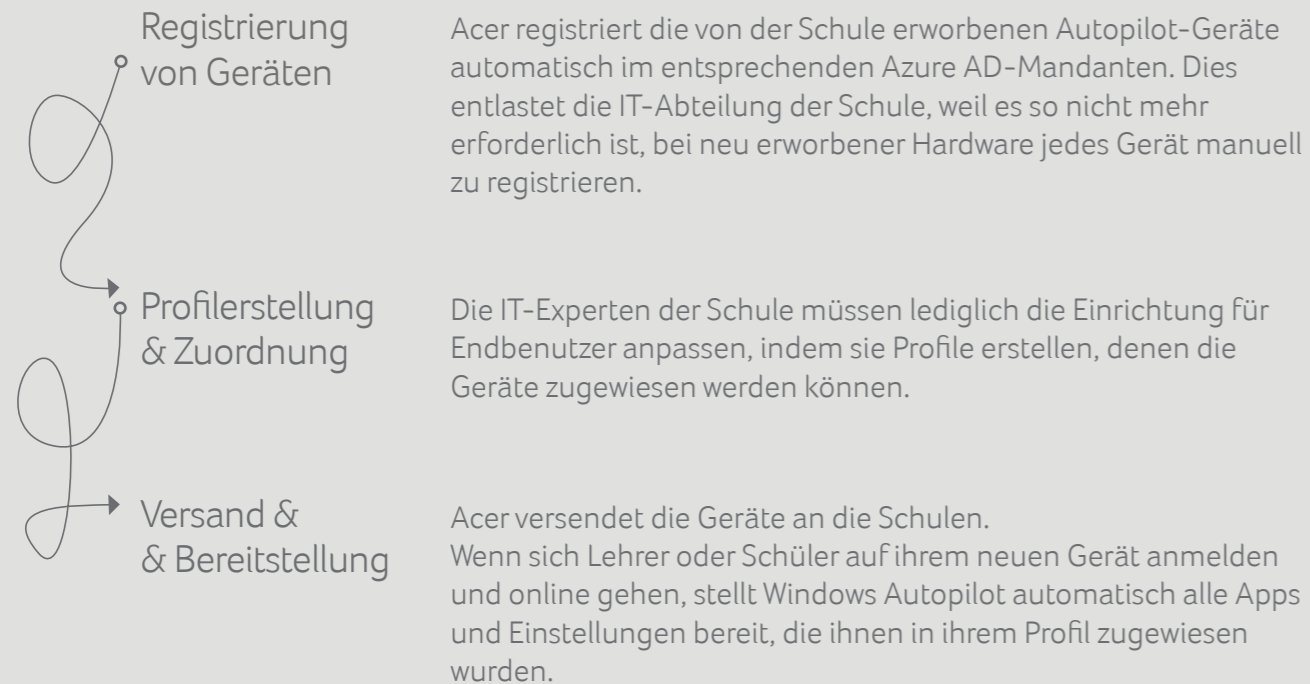 Registrierung
von Geräten
Acer registriert die von der Schule erworbenen Autopilot-Geräte
automatisch im entsprechenden Azure AD-Mandanten. Dies
entlastet die IT-Abteilung der Schule, weil es so nicht mehr
erforderlich ist, bei neu erworbener Hardware jedes Gerät manuell
zu registrieren.
Profilerstellung
& Zuordnung
Die IT-Experten der Schule müssen lediglich die Einrichtung für
Endbenutzer anpassen, indem sie Profile erstellen, denen die
Geräte zugewiesen werden können.
Versand &
& Bereitstellung
Acer versendet die Geräte an die Schulen.
Wenn sich Lehrer oder Schüler auf ihrem neuen Gerät anmelden
und online gehen, stellt Windows Autopilot automatisch alle Apps
und Einstellungen bereit, die ihnen in ihrem Profil zugewiesen
wurden.